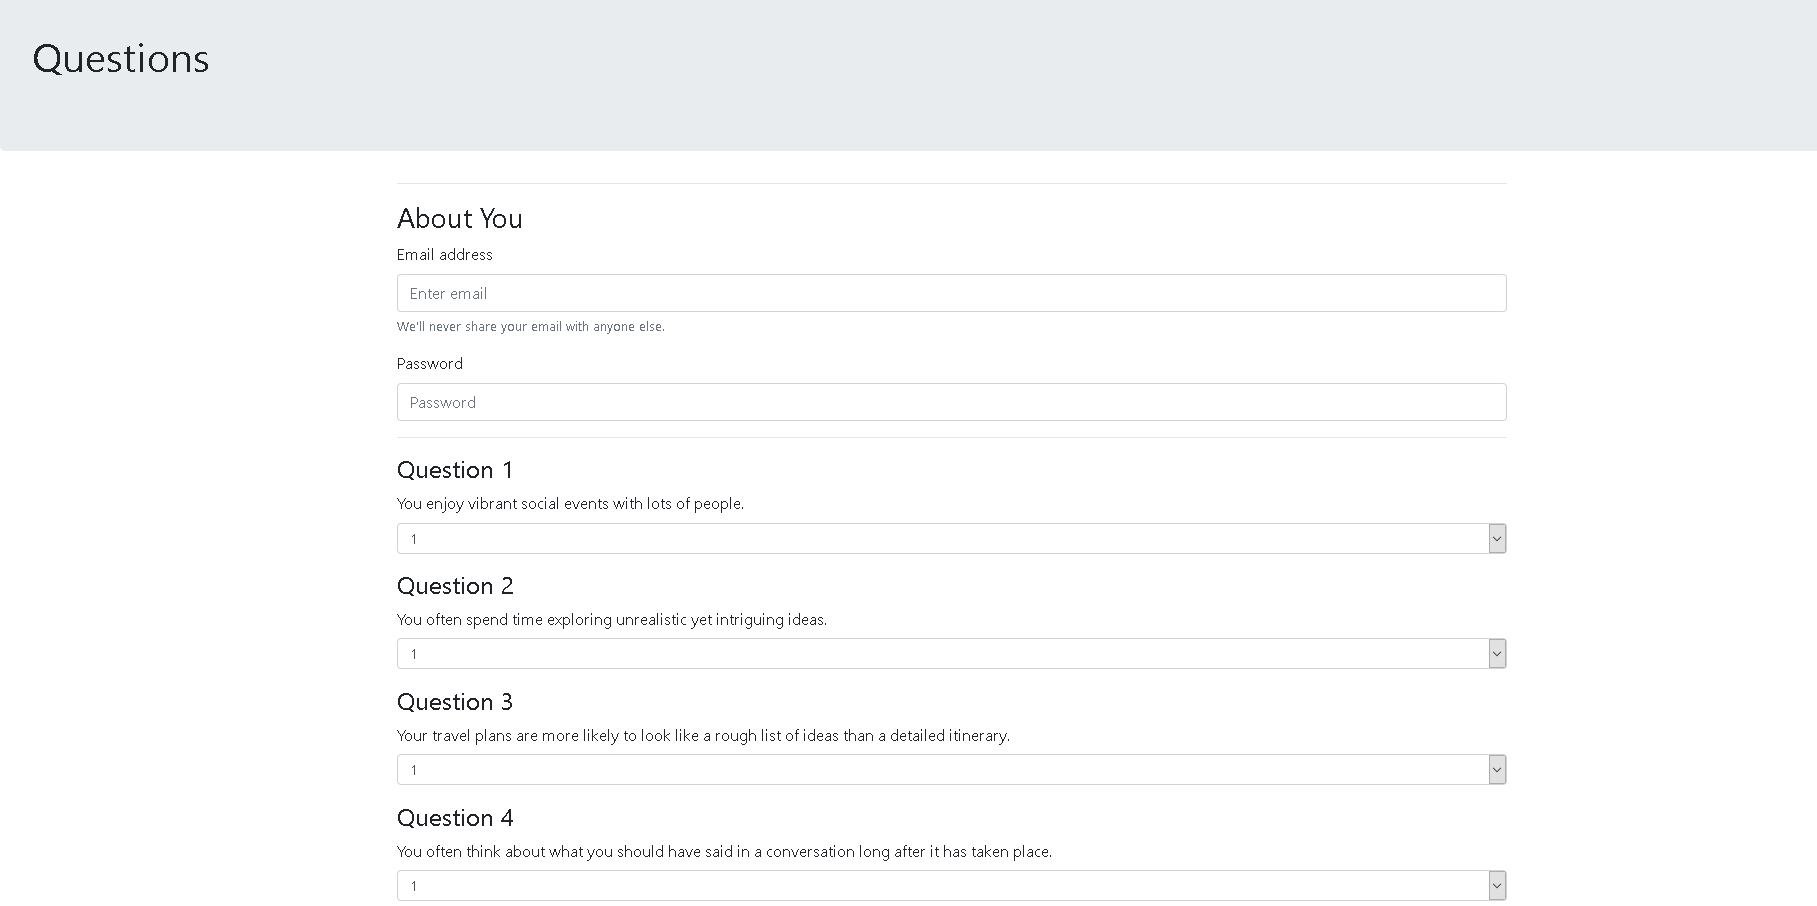 Questions
About You
Email address
Enter email
We'll never share your email with anyone else.
Password
Password
Question 1
You enjoy vibrant social events with lots of people.
1
Question 2
You often spend time exploring unrealistic yet intriguing ideas.
1
Question 3
Your travel plans are more likely to look like a rough list of ideas than a detailed itinerary.
1
Question 4
You often think about what you should have said in a conversation long after it has taken place.
1